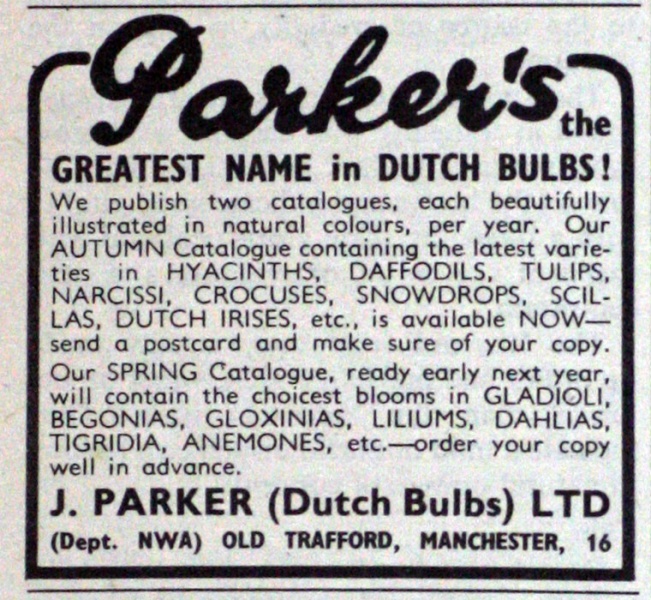 Parker's the
GREATEST NAME in DUTCH BULBS!
We publish two catalogues, each beautifully
illustrated in natural colours, per year. Our
AUTUMN Catalogue containing the latest varie-
ties in HYACINTHS, DAFFODILS, TULIPS,
NARCISSI, CROCUSES, SNOWDROPS, SCIL-
LAS, DUTCH IRISES, etc., is available NOW—
send a postcard and make sure of your copy.
Our SPRING Catalogue, ready early next year,
will contain the choicest blooms in GLADIOLI,
BEGONIAS, GLOXINIAS, LILIUMS, DAHLIAS,
TIGRIDIA, ANEMONES, etc.—order your copy
well in advance.
J. PARKER (Dutch Bulbs) LTD
(Dept. NWA) OLD TRAFFORD, MANCHESTER, 16